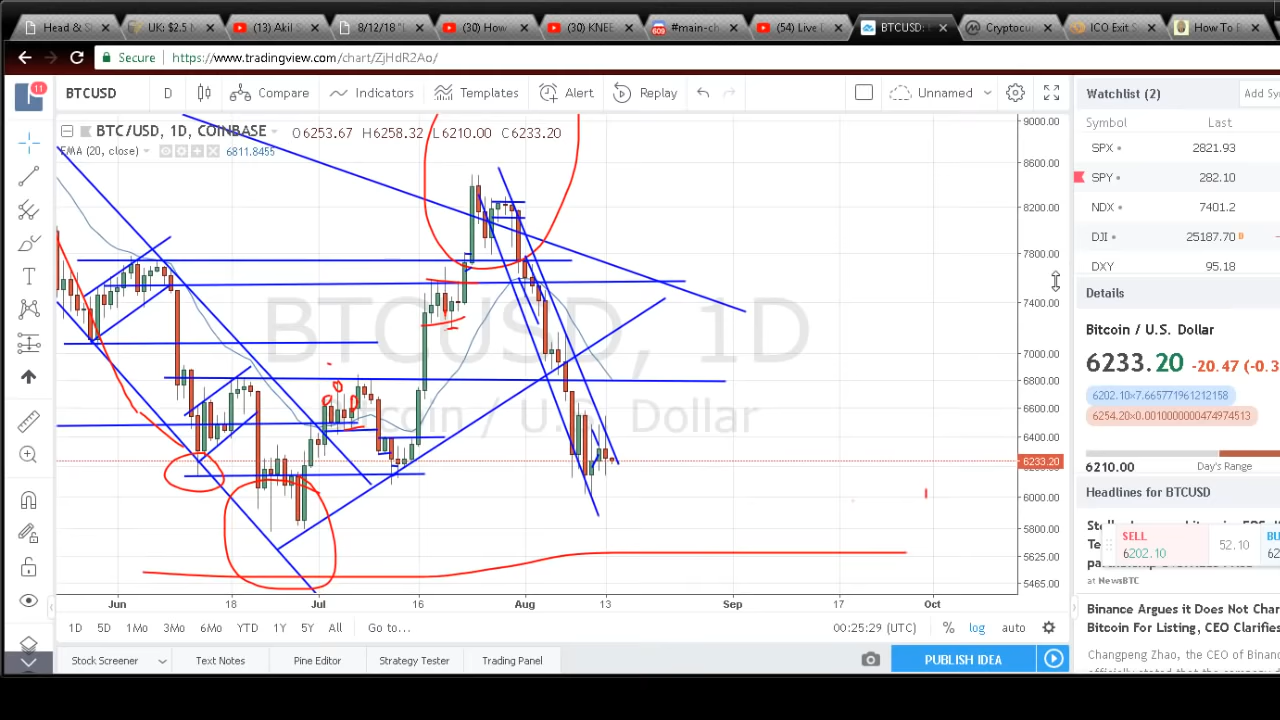 Head & S
UK: $2.5 M
(13) Akil S
8/12/18 "C
(30) How
(30) KNEE
#main-ch
(54) Live
BTCUSD:
Cryptocu
ICO Exit S
How To F
Secure
https://www.tradingview.com/chart/ZjHdR2Ao/
11
BTCUSD
D
Compare
Indicators
Templates
Alert
Replay
Unnamed
Watchlist (2)
Add Sy
BTC/USD, 1D, COINBASE
O6253.67 H6258.32 L6210.00 C6233.20
EMA (20, close)
6811.8455
BTCUSD, 1D
Bitcoin / U.S. Dollar
9000.00
8600.00
8200.00
7800.00
7400.00
7000.00
6800.00
6600.00
6400.00
6233.20
6000.00
5800.00
5625.00
5465.00
Jun
18
Jul
16
Aug
13
Sep
17
Oct
Symbol
Last
SPX
2821.93
SPY
282.10
NDX
7401.2
DJI
25187.70 D
DXY
95.18
Details
Bitcoin / U.S. Dollar
6233.20 -20.47 (-0.3
6202.10×7.665771961212158
6254.20×0.0010000000474974513
6210.00
Day's Range
Headlines for BTCUSD
SELL
6202.10
52.10
BU
62
at NewsBTC
Binance Argues it Does Not Char
Bitcoin For Listing, CEO Clarifies
Changpeng Zhao, the CEO of Binanc
1D
5D
1Mo
3Mo
6Mo
YTD
1Y
5Y
All
Go to...
00:25:29 (UTC)
%
log
auto
Stock Screener
Text Notes
Pine Editor
Strategy Tester
Trading Panel
PUBLISH IDEA